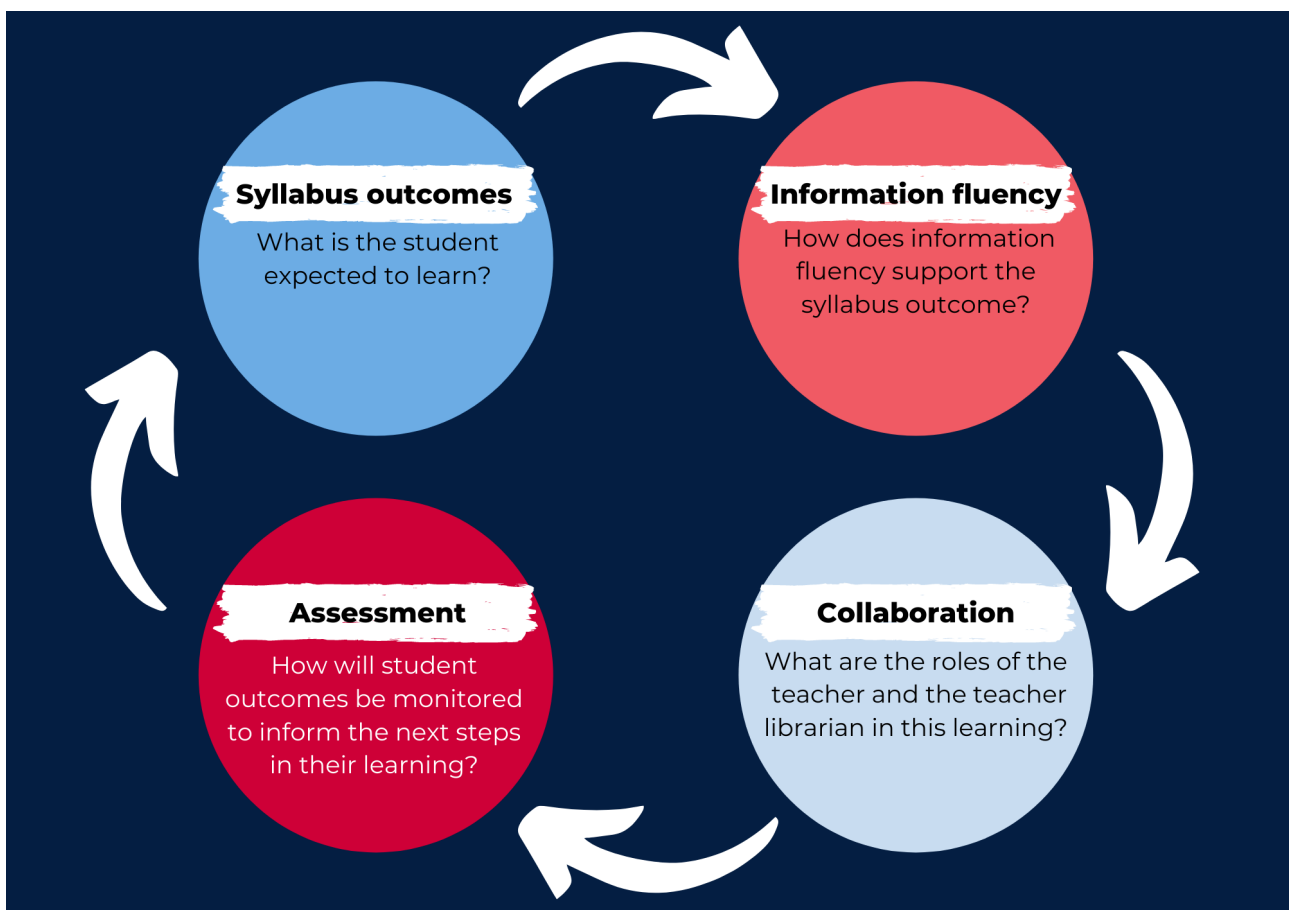 Syllabus outcomes
What is the student
expected to learn?
Information fluency
How does information
fluency support the
syllabus outcome?
Collaboration
What are the roles of the
teacher and the teacher
librarian in this learning?
Assessment
How will student
outcomes be monitored
to inform the next steps
in their learning?